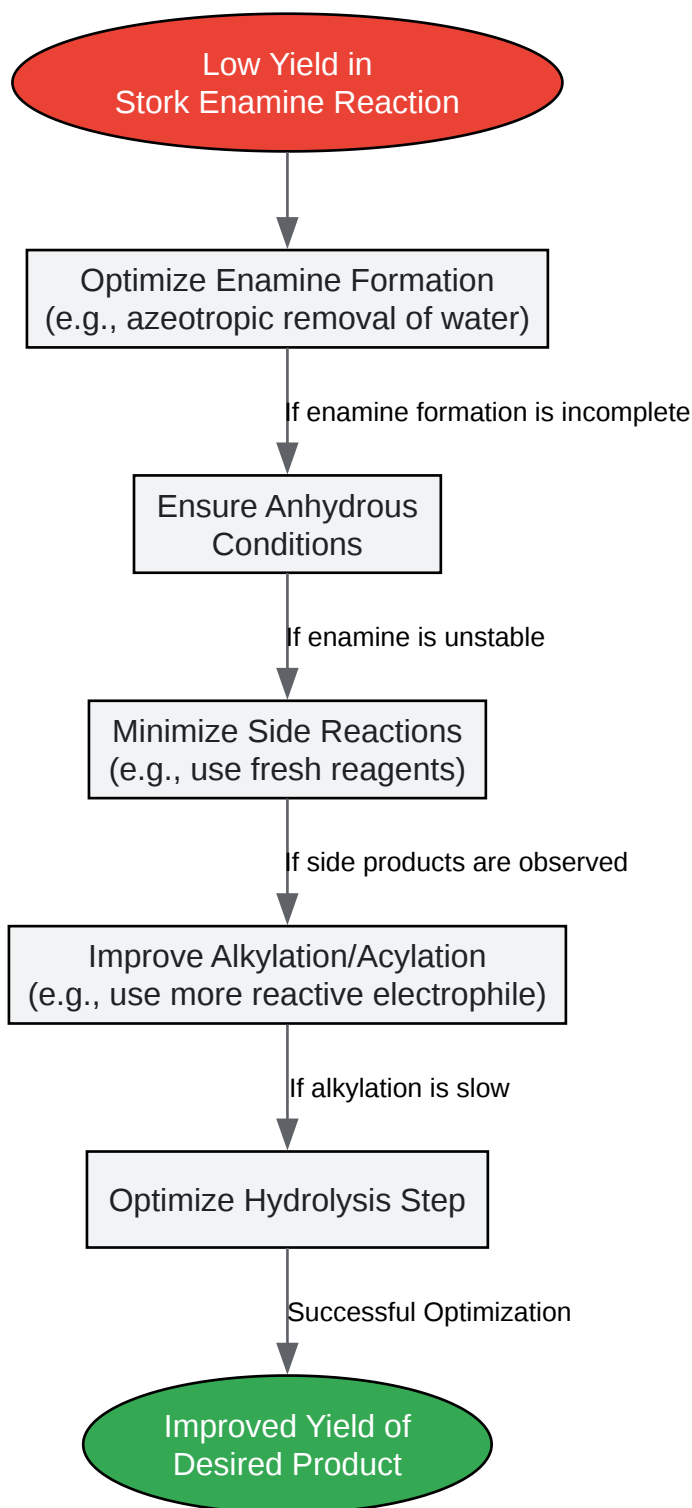 Low Yield in
Stork Enamine Reaction
Optimize Enamine Formation
(e.g., azeotropic removal of water)
If enamine formation is incomplete
Ensure Anhydrous
Conditions
If enamine is unstable
Minimize Side Reactions
(e.g., use fresh reagents)
If side products are observed
Improve Alkylation/Acylation
(e.g., use more reactive electrophile)
If alkylation is slow
Optimize Hydrolysis Step
Successful Optimization
Improved Yield of
Desired Product